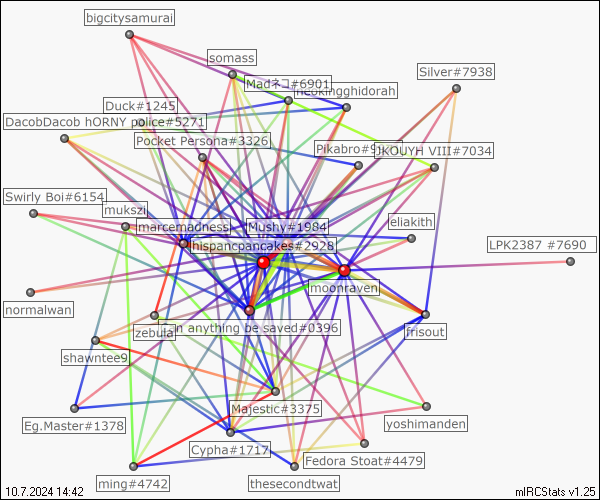 bigcitysamurai
somass
Silver#7938
Madネコ#6901
neokingghidorah
Duck#1245
DacobDacob hORNY police#5271
Pocket Persona#3326
Pikabro#9
KOUYH VIII#7034
Swirly Boi#6154
mukszi
marcemadness
Mushy#1984
eliakith
hispancpancakes#2928
LPK2387 #7690
moonraven
normalwan
zebula
n anything be saved#0396
frisout
shawntee9
Majestic#3375
Eg.Master#1378
yoshimanden
Cypha#1717
Fedora Stoat#4479
ming#4742
thesecondtwat
10.7.2024 14:42
mIRCStats v1.25